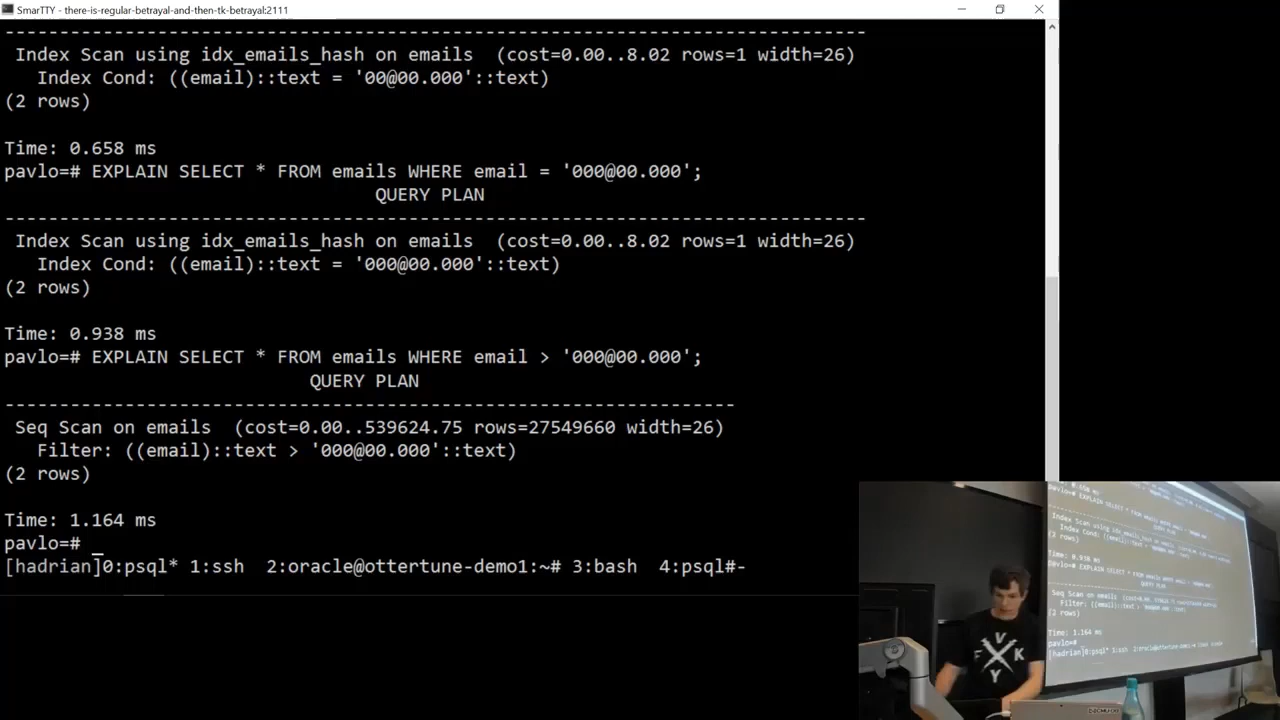 SmarTTY - there-is-regular-betrayal-and-then-tk-betrayal:2111
-------------------------------------------------------------------------------
Index Scan using idx_emails_hash on emails  (cost=0.00..8.02 rows=1 width=26)
Index Cond: ((email)::text = '00@00.000'::text)
(2 rows)
Time: 0.658 ms
pavlo=# EXPLAIN SELECT * FROM emails WHERE email = '000@00.000';
QUERY PLAN
-------------------------------------------------------------------------------
Index Scan using idx_emails_hash on emails  (cost=0.00..8.02 rows=1 width=26)
Index Cond: ((email)::text = '000@00.000'::text)
(2 rows)
Time: 0.938 ms
pavlo=# EXPLAIN SELECT * FROM emails WHERE email > '000@00.000';
QUERY PLAN
-------------------------------------------------------------------
Seq Scan on emails  (cost=0.00..539624.75 rows=27549660 width=26)
Filter: ((email)::text > '000@00.000'::text)
(2 rows)
Time: 1.164 ms
pavlo=# _
[hadrian]0:psql* 1:ssh  2:oracle@ottertune-demo1:~# 3:bash  4:psql#-
V
F K
Y